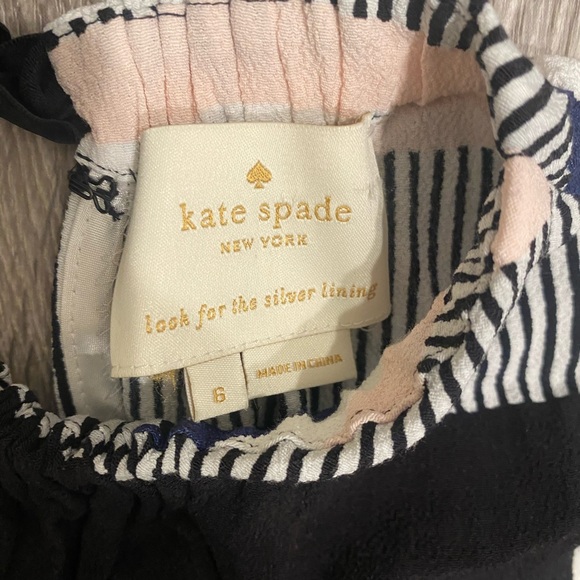 kate spade
NEW YORK
look for the silver lining
6
MADE IN CHINA